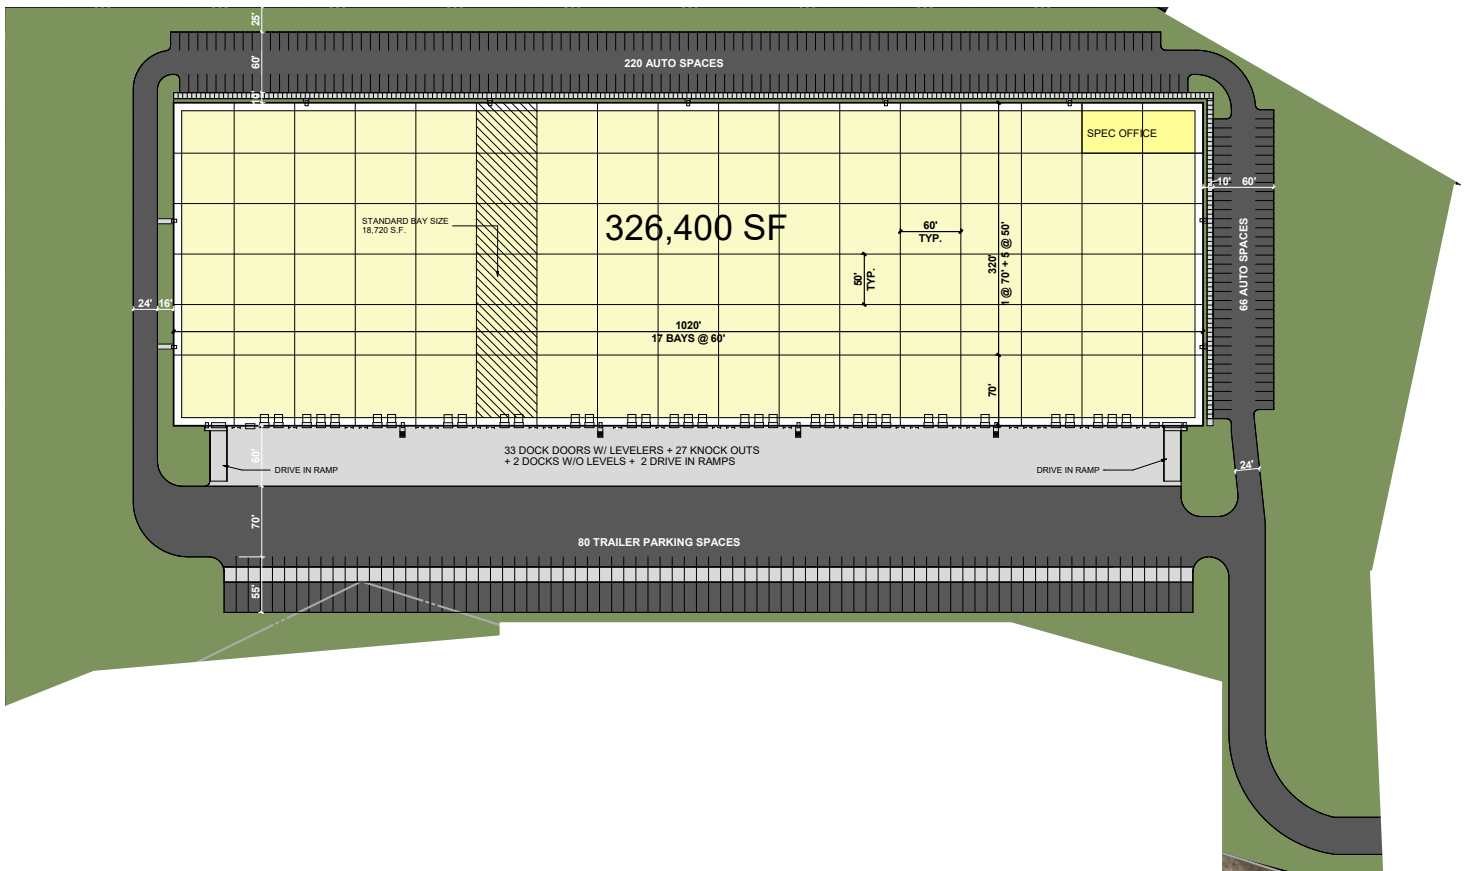 25'
60'
220 AUTO SPACES
10'
SPEC OFFICE
10' 60'
STANDARD BAY SIZE
18,720 S.F.
326,400 SF
60'
TYP.
50'
TYP.
320'
1 @ 70' + 5 @ 50'
66 AUTO SPACES
24' 16'
1020'
17 BAYS @ 60'
70'
33 DOCK DOORS W/ LEVELERS + 27 KNOCK OUTS
+ 2 DOCKS W/O LEVELS + 2 DRIVE IN RAMPS
60'
DRIVE IN RAMP
DRIVE IN RAMP
24'
70'
80 TRAILER PARKING SPACES
55'